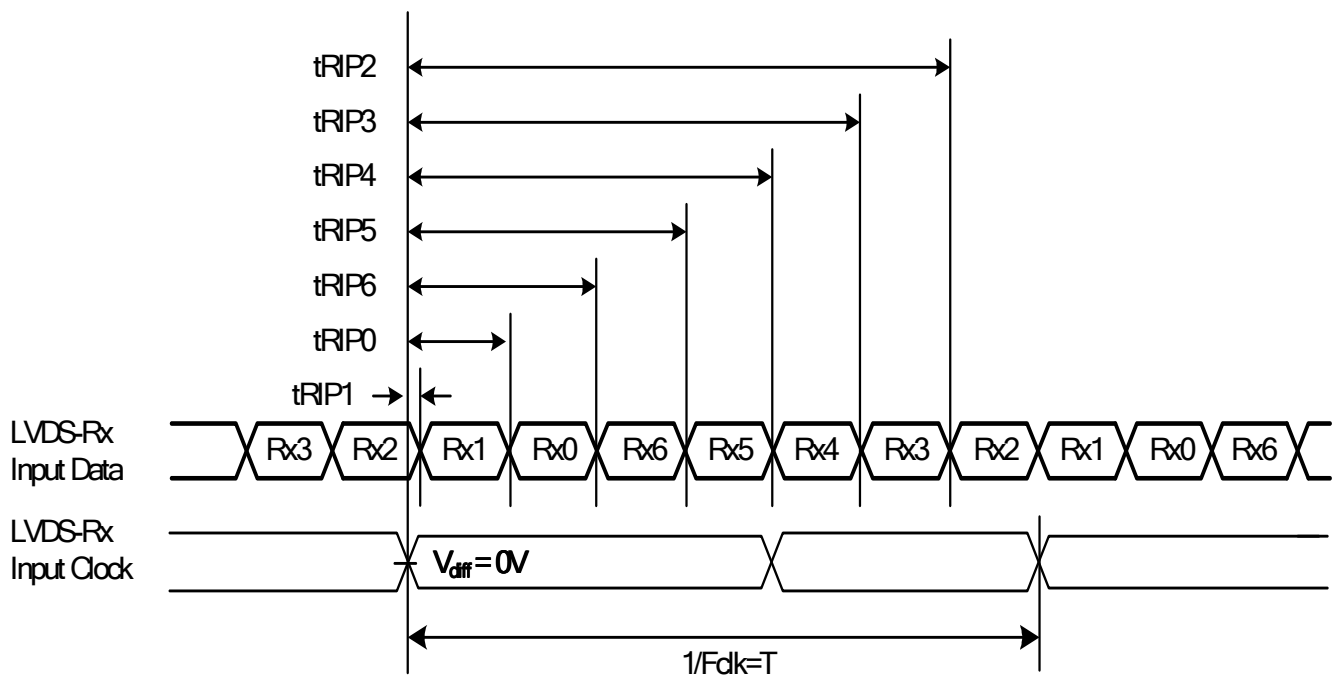 tRIP2
tRIP3
tRIP4
tRIP5
tRIP6
tRIP0
tRIP1
LVDS-Rx
Input Data
Rx3 Rx2 Rx1 Rx0 Rx6 Rx5 Rx4 Rx3 Rx2 Rx1 Rx0 Rx6
LVDS-Rx
Input Clock
Vdiff = 0V
1/Fclk=T